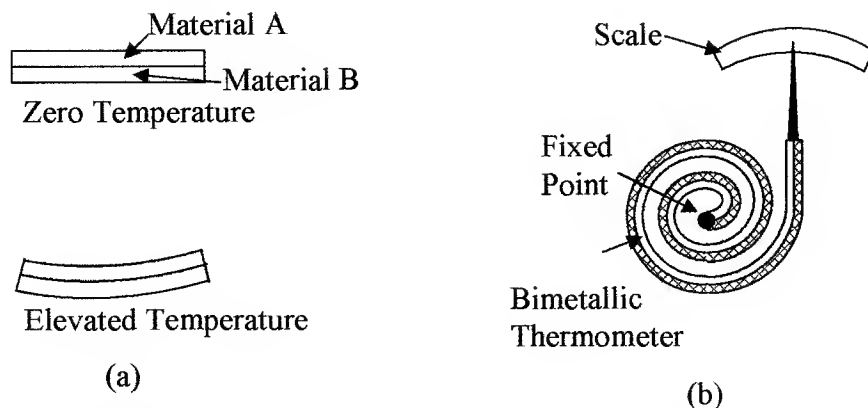 Material A
Material B
Zero Temperature
Elevated Temperature
(a)
Scale
Fixed
Point
Bimetallic
Thermometer
(b)